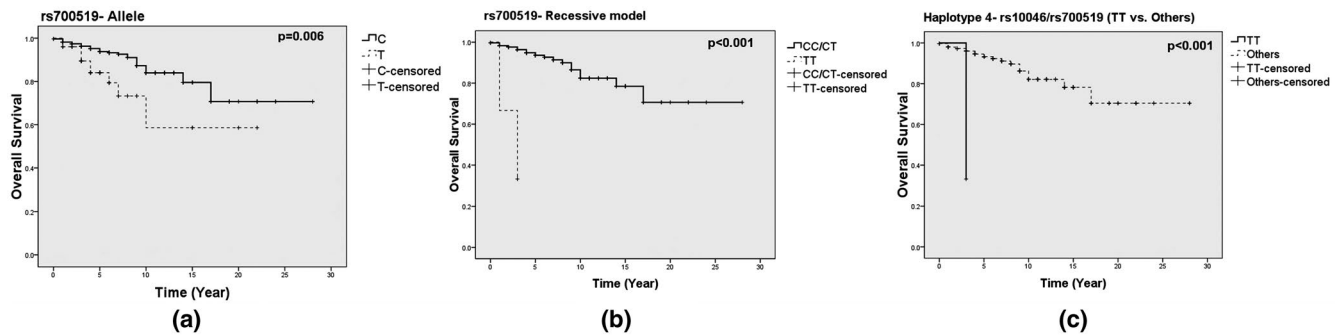 rs700519- Allele
p=0.006
C
T
C-censored
T-censored
Overall Survival
1.0
0.8
0.6
0.4
0.2
0.0
0 5 10 15 20 25 30
Time (Year)
(a)
rs700519- Recessive model
p<0.001
CC/CT
TT
CC/CT-censored
TT-censored
Overall Survival
1.0
0.8
0.6
0.4
0.2
0.0
0 5 10 15 20 25 30
Time (Year)
(b)
Haplotype 4- rs10046/rs700519 (TT vs. Others)
p<0.001
TT
Others
TT-censored
Others-censored
Overall Survival
1.0
0.8
0.6
0.4
0.2
0.0
0 5 10 15 20 25 30
Time (Year)
(c)